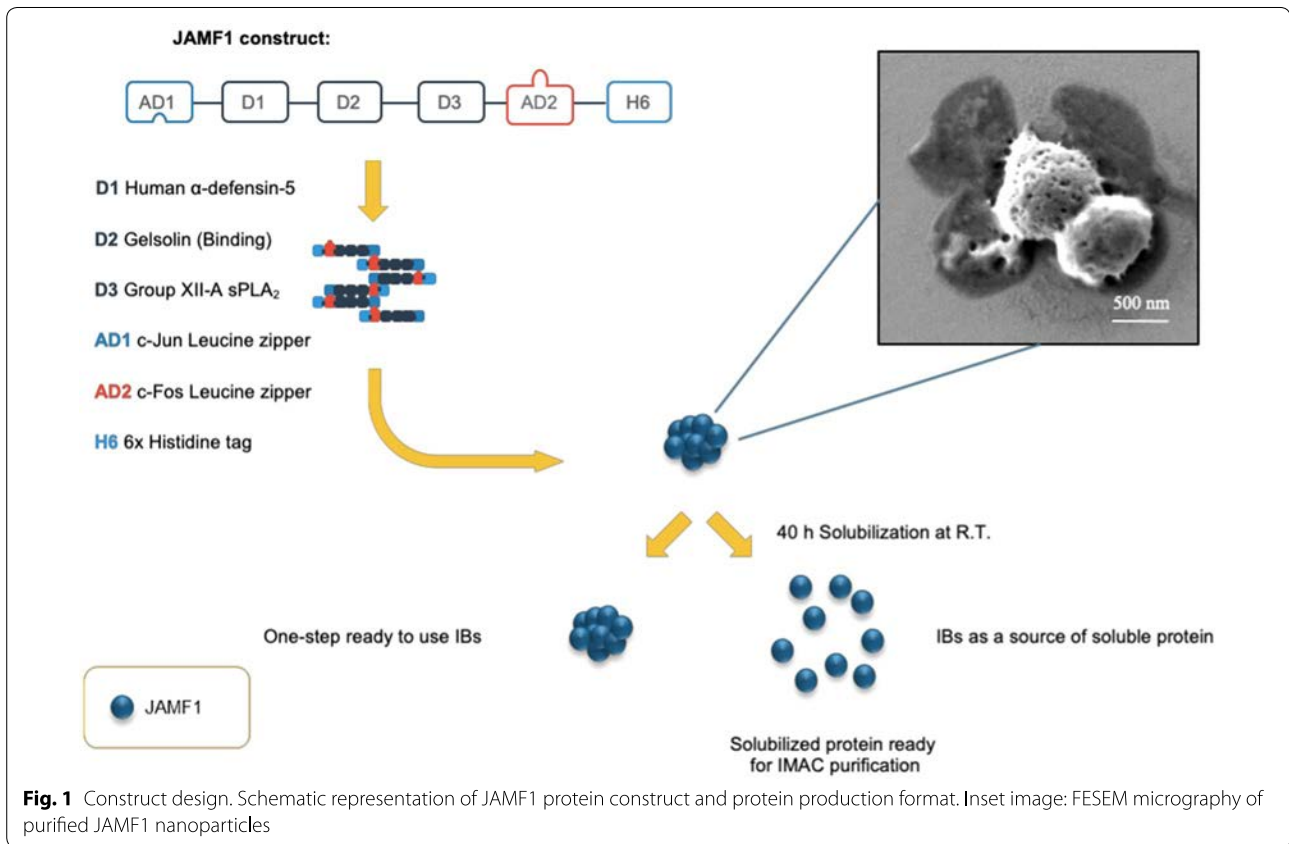 JAMF1 construct:
AD1 D1 D2 D3 AD2 H6
D1 Human α-defensin-5
D2 Gelsolin (Binding)
D3 Group XII-A sPLA₂
AD1 c-Jun Leucine zipper
AD2 c-Fos Leucine zipper
H6 6x Histidine tag
500 nm
40 h Solubilization at R.T.
One-step ready to use IBs
IBs as a source of soluble protein
JAMF1
Solubilized protein ready
for IMAC purification
Fig. 1 Construct design. Schematic representation of JAMF1 protein construct and protein production format. Inset image: FESEM micrography of
purified JAMF1 nanoparticles